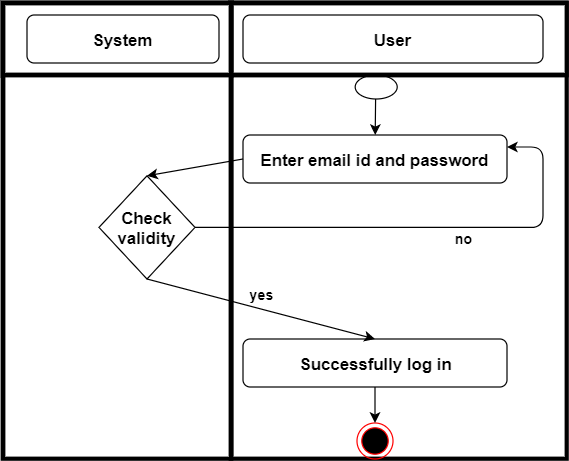 System
User
Enter email id and password
Check
validity
no
yes
Successfully log in